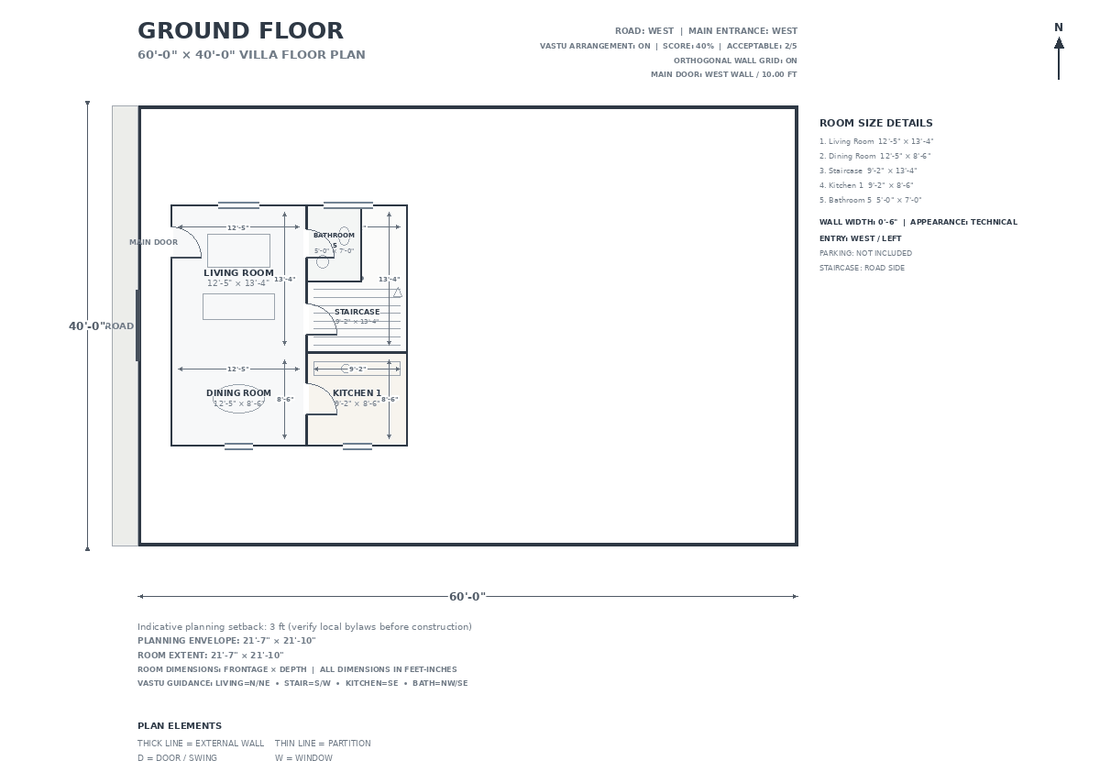 GROUND FLOOR
60'-0" × 40'-0" VILLA FLOOR PLAN
ROAD: WEST | MAIN ENTRANCE: WEST
VASTU ARRANGEMENT: ON | SCORE: 40% | ACCEPTABLE: 2/5
ORTHOGONAL WALL GRID: ON
MAIN DOOR: WEST WALL / 10.00 FT
N
ROOM SIZE DETAILS
1. Living Room 12'-5" × 13'-4"
2. Dining Room 12'-5" × 8'-6"
3. Staircase 9'-2" × 13'-4"
4. Kitchen 1 9'-2" × 8'-6"
5. Bathroom 5 5'-0" × 7'-0"
WALL WIDTH: 0'-6" | APPEARANCE: TECHNICAL
ENTRY: WEST / LEFT
PARKING: NOT INCLUDED
STAIRCASE: ROAD SIDE
12'-5"
MAIN DOOR
BATHROOM
5
5'-0" × 7'-0"
LIVING ROOM
12'-5" × 13'-4"
13'-4"
13'-4"
STAIRCASE
9'-2" × 13'-4"
40'-0"
ROAD
12'-5"
9'-2"
DINING ROOM
12'-5" × 8'-6"
8'-6"
KITCHEN 1
9'-2" × 8'-6"
8'-6"
60'-0"
Indicative planning setback: 3 ft (verify local bylaws before construction)
PLANNING ENVELOPE: 21'-7" × 21'-10"
ROOM EXTENT: 21'-7" × 21'-10"
ROOM DIMENSIONS: FRONTAGE × DEPTH | ALL DIMENSIONS IN FEET-INCHES
VASTU GUIDANCE: LIVING=N/NE • STAIR=S/W • KITCHEN=SE • BATH=NW/SE
PLAN ELEMENTS
THICK LINE = EXTERNAL WALL THIN LINE = PARTITION
D = DOOR / SWING W = WINDOW